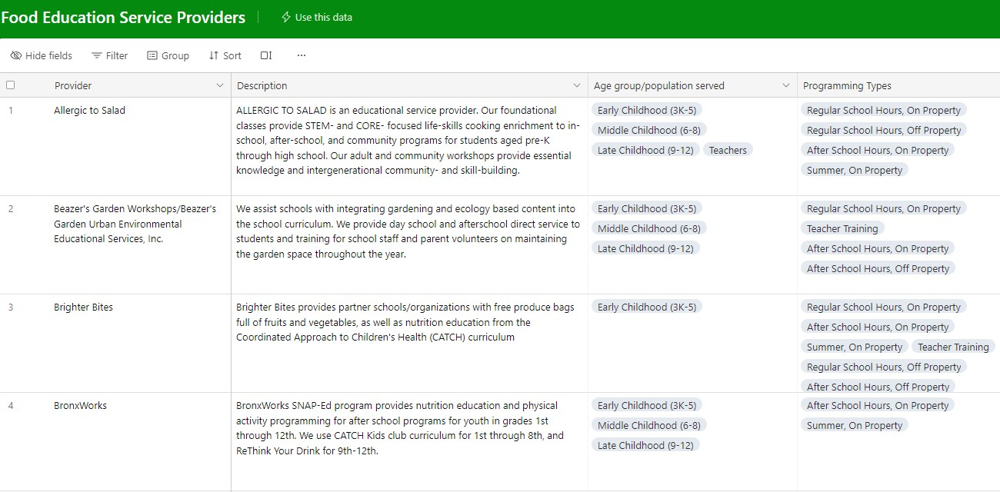 Food Education Service Providers
Use this data
Hide fields
Filter
Group
Sort
...
Provider
Description
Age group/population served
Programming Types
1
Allergic to Salad
ALLERGIC TO SALAD is an educational service provider. Our foundational
classes provide STEM- and CORE- focused life-skills cooking enrichment to in-
school, after-school, and community programs for students aged pre-K
through high school. Our adult and community workshops provide essential
knowledge and intergenerational community- and skill-building.
Early Childhood (3K-5)
Middle Childhood (6-8)
Late Childhood (9-12) Teachers
Regular School Hours, On Property
Regular School Hours, Off Property
After School Hours, On Property
Summer, On Property
2
Beazer's Garden Workshops/Beazer's
Garden Urban Environmental
Educational Services, Inc.
We assist schools with integrating gardening and ecology based content into
the school curriculum. We provide day school and afterschool direct service to
students and training for school staff and parent volunteers on maintaining
the garden space throughout the year.
Early Childhood (3K-5)
Middle Childhood (6-8)
Late Childhood (9-12)
Regular School Hours, On Property
Teacher Training
After School Hours, On Property
After School Hours, Off Property
3
Brighter Bites
Brighter Bites provides partner schools/organizations with free produce bags
full of fruits and vegetables, as well as nutrition education from the
Coordinated Approach to Children's Health (CATCH) curriculum
Early Childhood (3K-5)
Regular School Hours, On Property
After School Hours, On Property
Summer, On Property Teacher Training
Regular School Hours, Off Property
After School Hours, Off Property
4
BronxWorks
BronxWorks SNAP-Ed program provides nutrition education and physical
activity programming for after school programs for youth in grades 1st
through 12th. We use CATCH Kids club curriculum for 1st through 8th, and
ReThink Your Drink for 9th-12th.
Early Childhood (3K-5)
Middle Childhood (6-8)
Late Childhood (9-12)
After School Hours, On Property
Summer, On Property